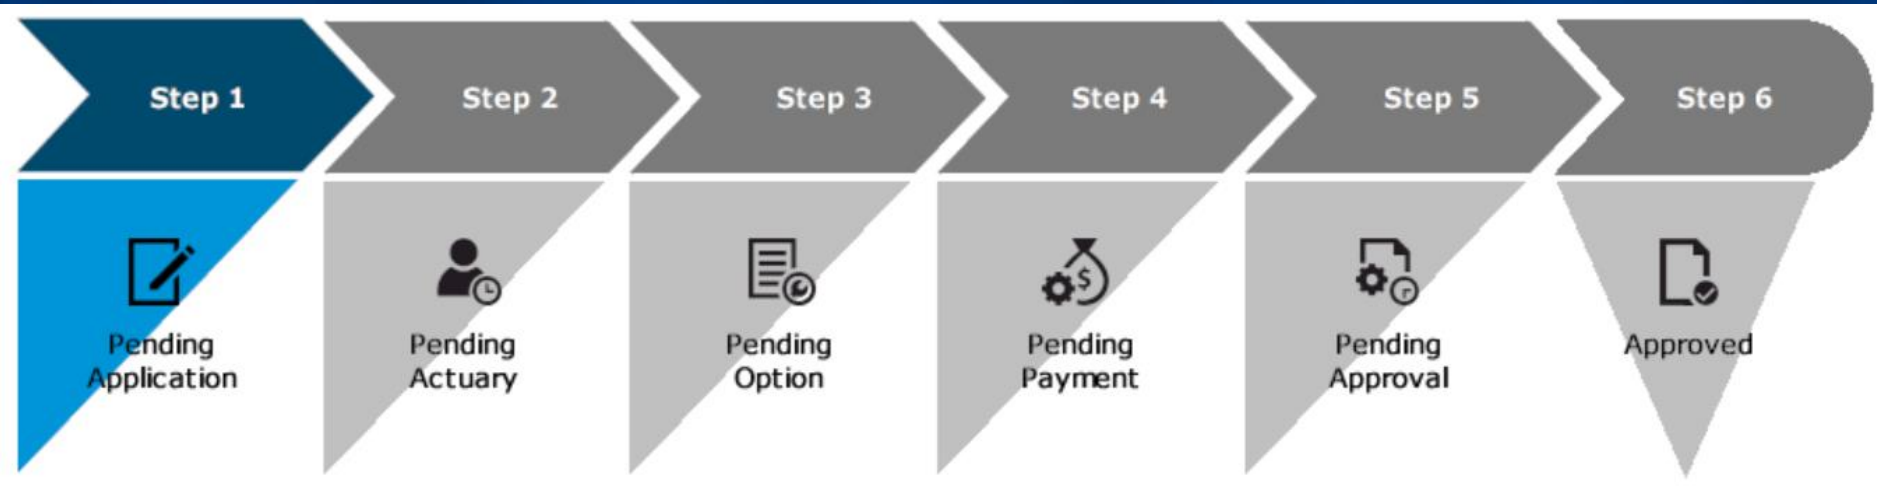 Step 1
Step 2
Step 3
Step 4
Step 5
Step 6
Pending
Application
Pending
Actuary
Pending
Option
$
Pending
Payment
Pending
Approval
Approved